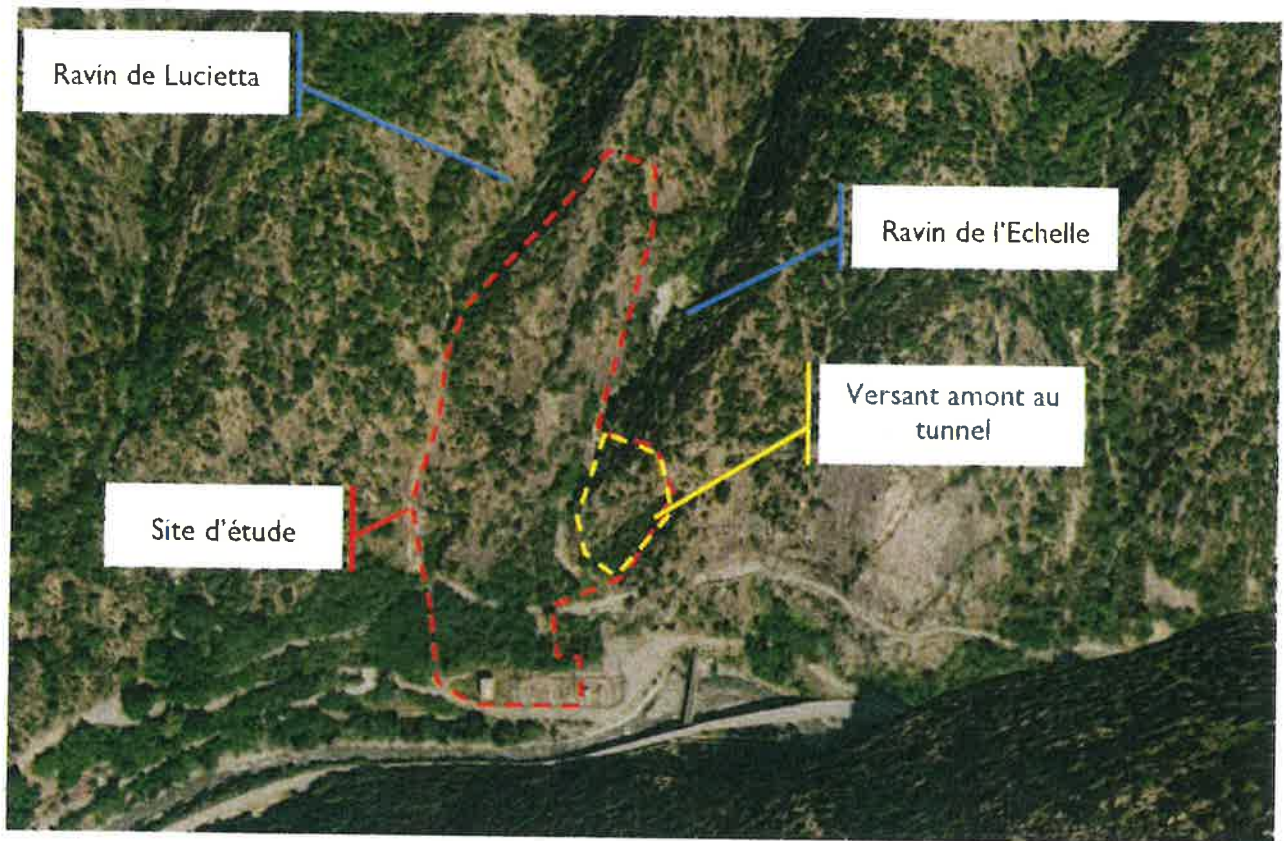 Ravin de Lucietta
Ravin de l'Echelle
Versant amont au
tunnel
Site d'étude